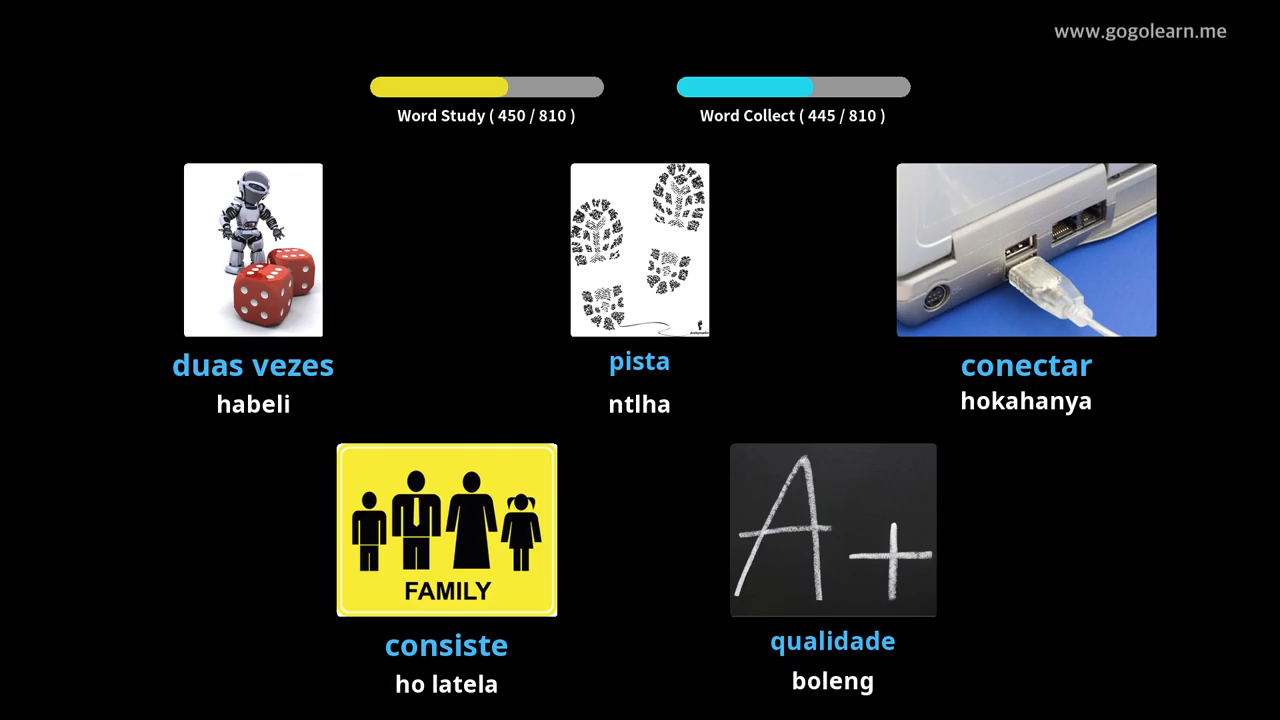 www.gogolearn.me
Word Study ( 450 / 810 )
Word Collect ( 445 / 810 )
duas vezes
habeli
pista
ntlha
conectar
hokahanya
FAMILY
consiste
ho latela
A+
qualidade
boleng